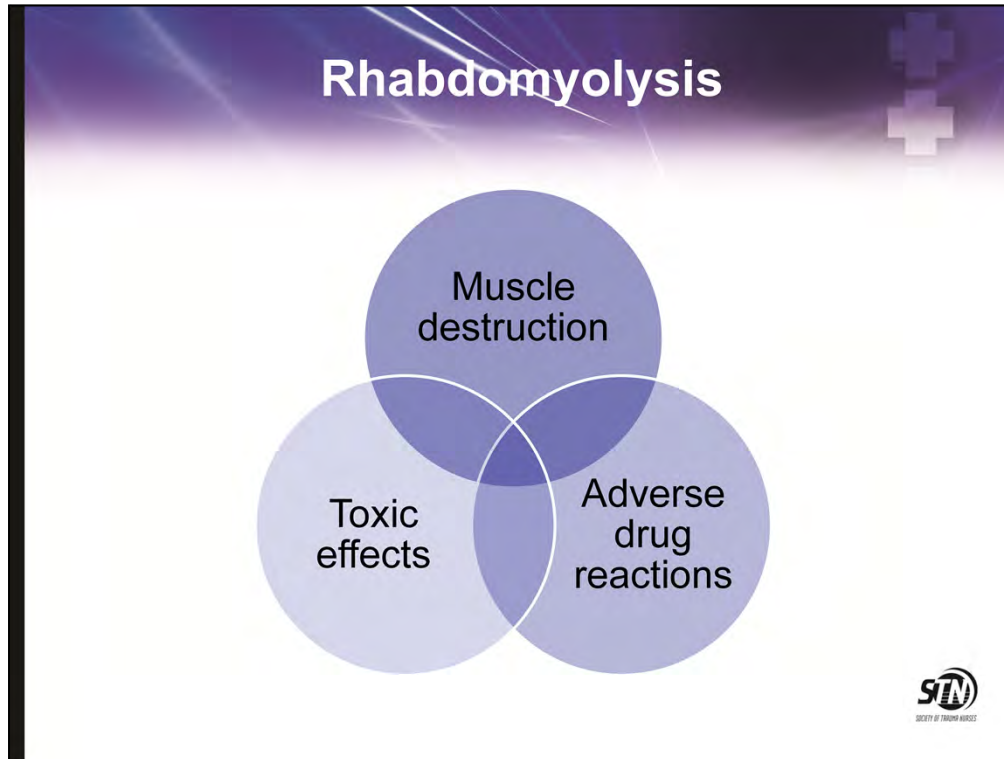 Rhabdomyolysis
Muscle
destruction
Toxic
effects
Adverse
drug
reactions
STN
SOCIETY OF TRAUMA NURSES